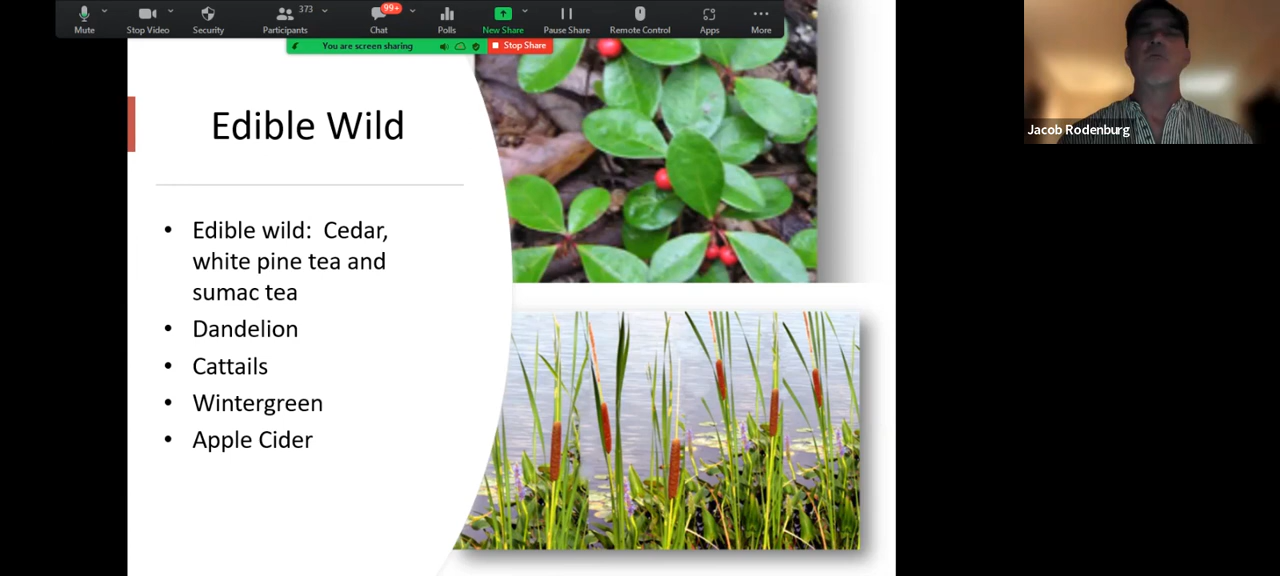 373
99+
Mute
Stop Video
Security
Participants
Chat
Polls
New Share
Pause Share
Remote Control
Apps
More
You are screen sharing
Stop Share
Edible Wild
• Edible wild:  Cedar,
white pine tea and
sumac tea
• Dandelion
• Cattails
• Wintergreen
• Apple Cider
Jacob Rodenburg